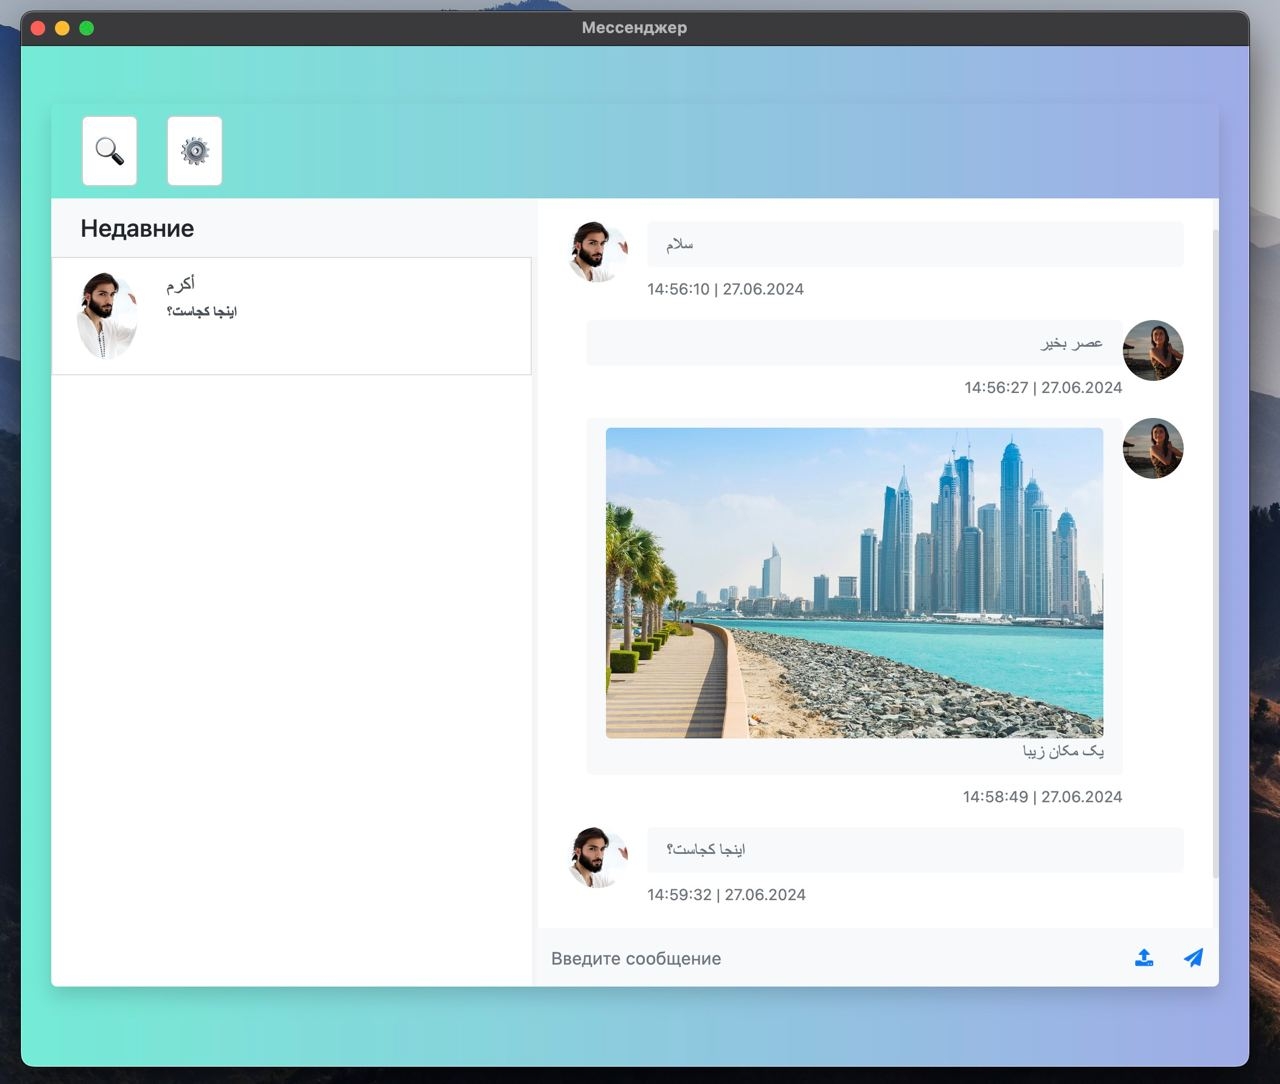 Мессенджер
Недавние
أكرم
اینجا کجاست؟
سلام
14:56:10 | 27.06.2024
عصر بخیر
14:56:27 | 27.06.2024
یک مکان زیبا
14:58:49 | 27.06.2024
اینجا کجاست؟
14:59:32 | 27.06.2024
Введите сообщение